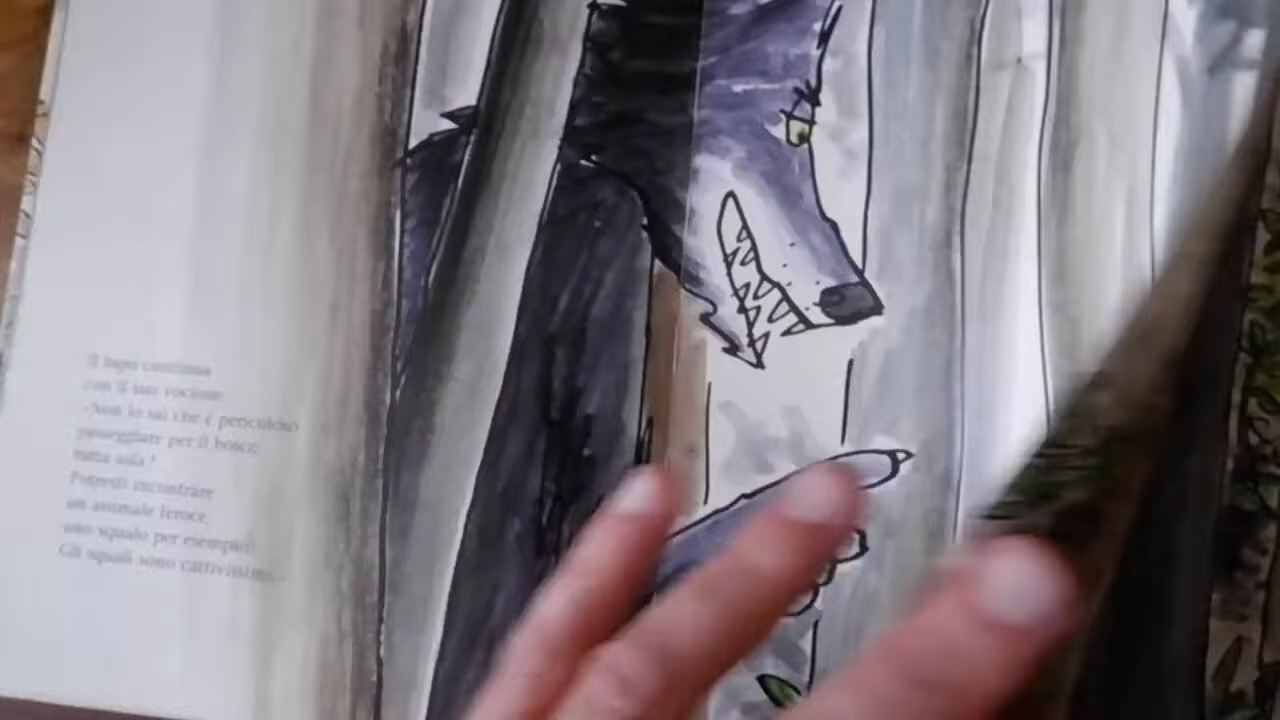 Il lupo continua
con il suo vocione:
«Non lo sai che è pericoloso
passeggiare per il bosco
tutta sola?
Potresti incontrare
un animale feroce,
uno squalo per esempio!
Gli squali sono cattivissimi.»